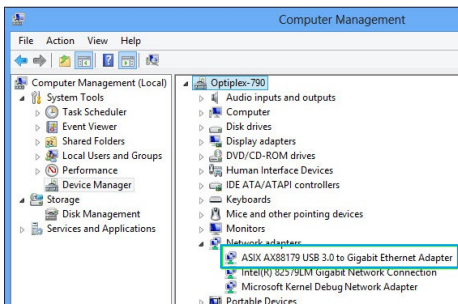 Computer Management
File Action View Help
Computer Management (Local)
System Tools
Task Scheduler
Event Viewer
Shared Folders
Local Users and Groups
Performance
Device Manager
Storage
Disk Management
Services and Applications
Optiplex-790
Audio inputs and outputs
Computer
Disk drives
Display adapters
DVD/CD-ROM drives
Human Interface Devices
IDE ATA/ATAPI controllers
Keyboards
Mice and other pointing devices
Monitors
Network adapters
ASIX AX88179 USB 3.0 to Gigabit Ethernet Adapter
Intel(R) 82579LM Gigabit Network Connection
Microsoft Kernel Debug Network Adapter
Portable Devices